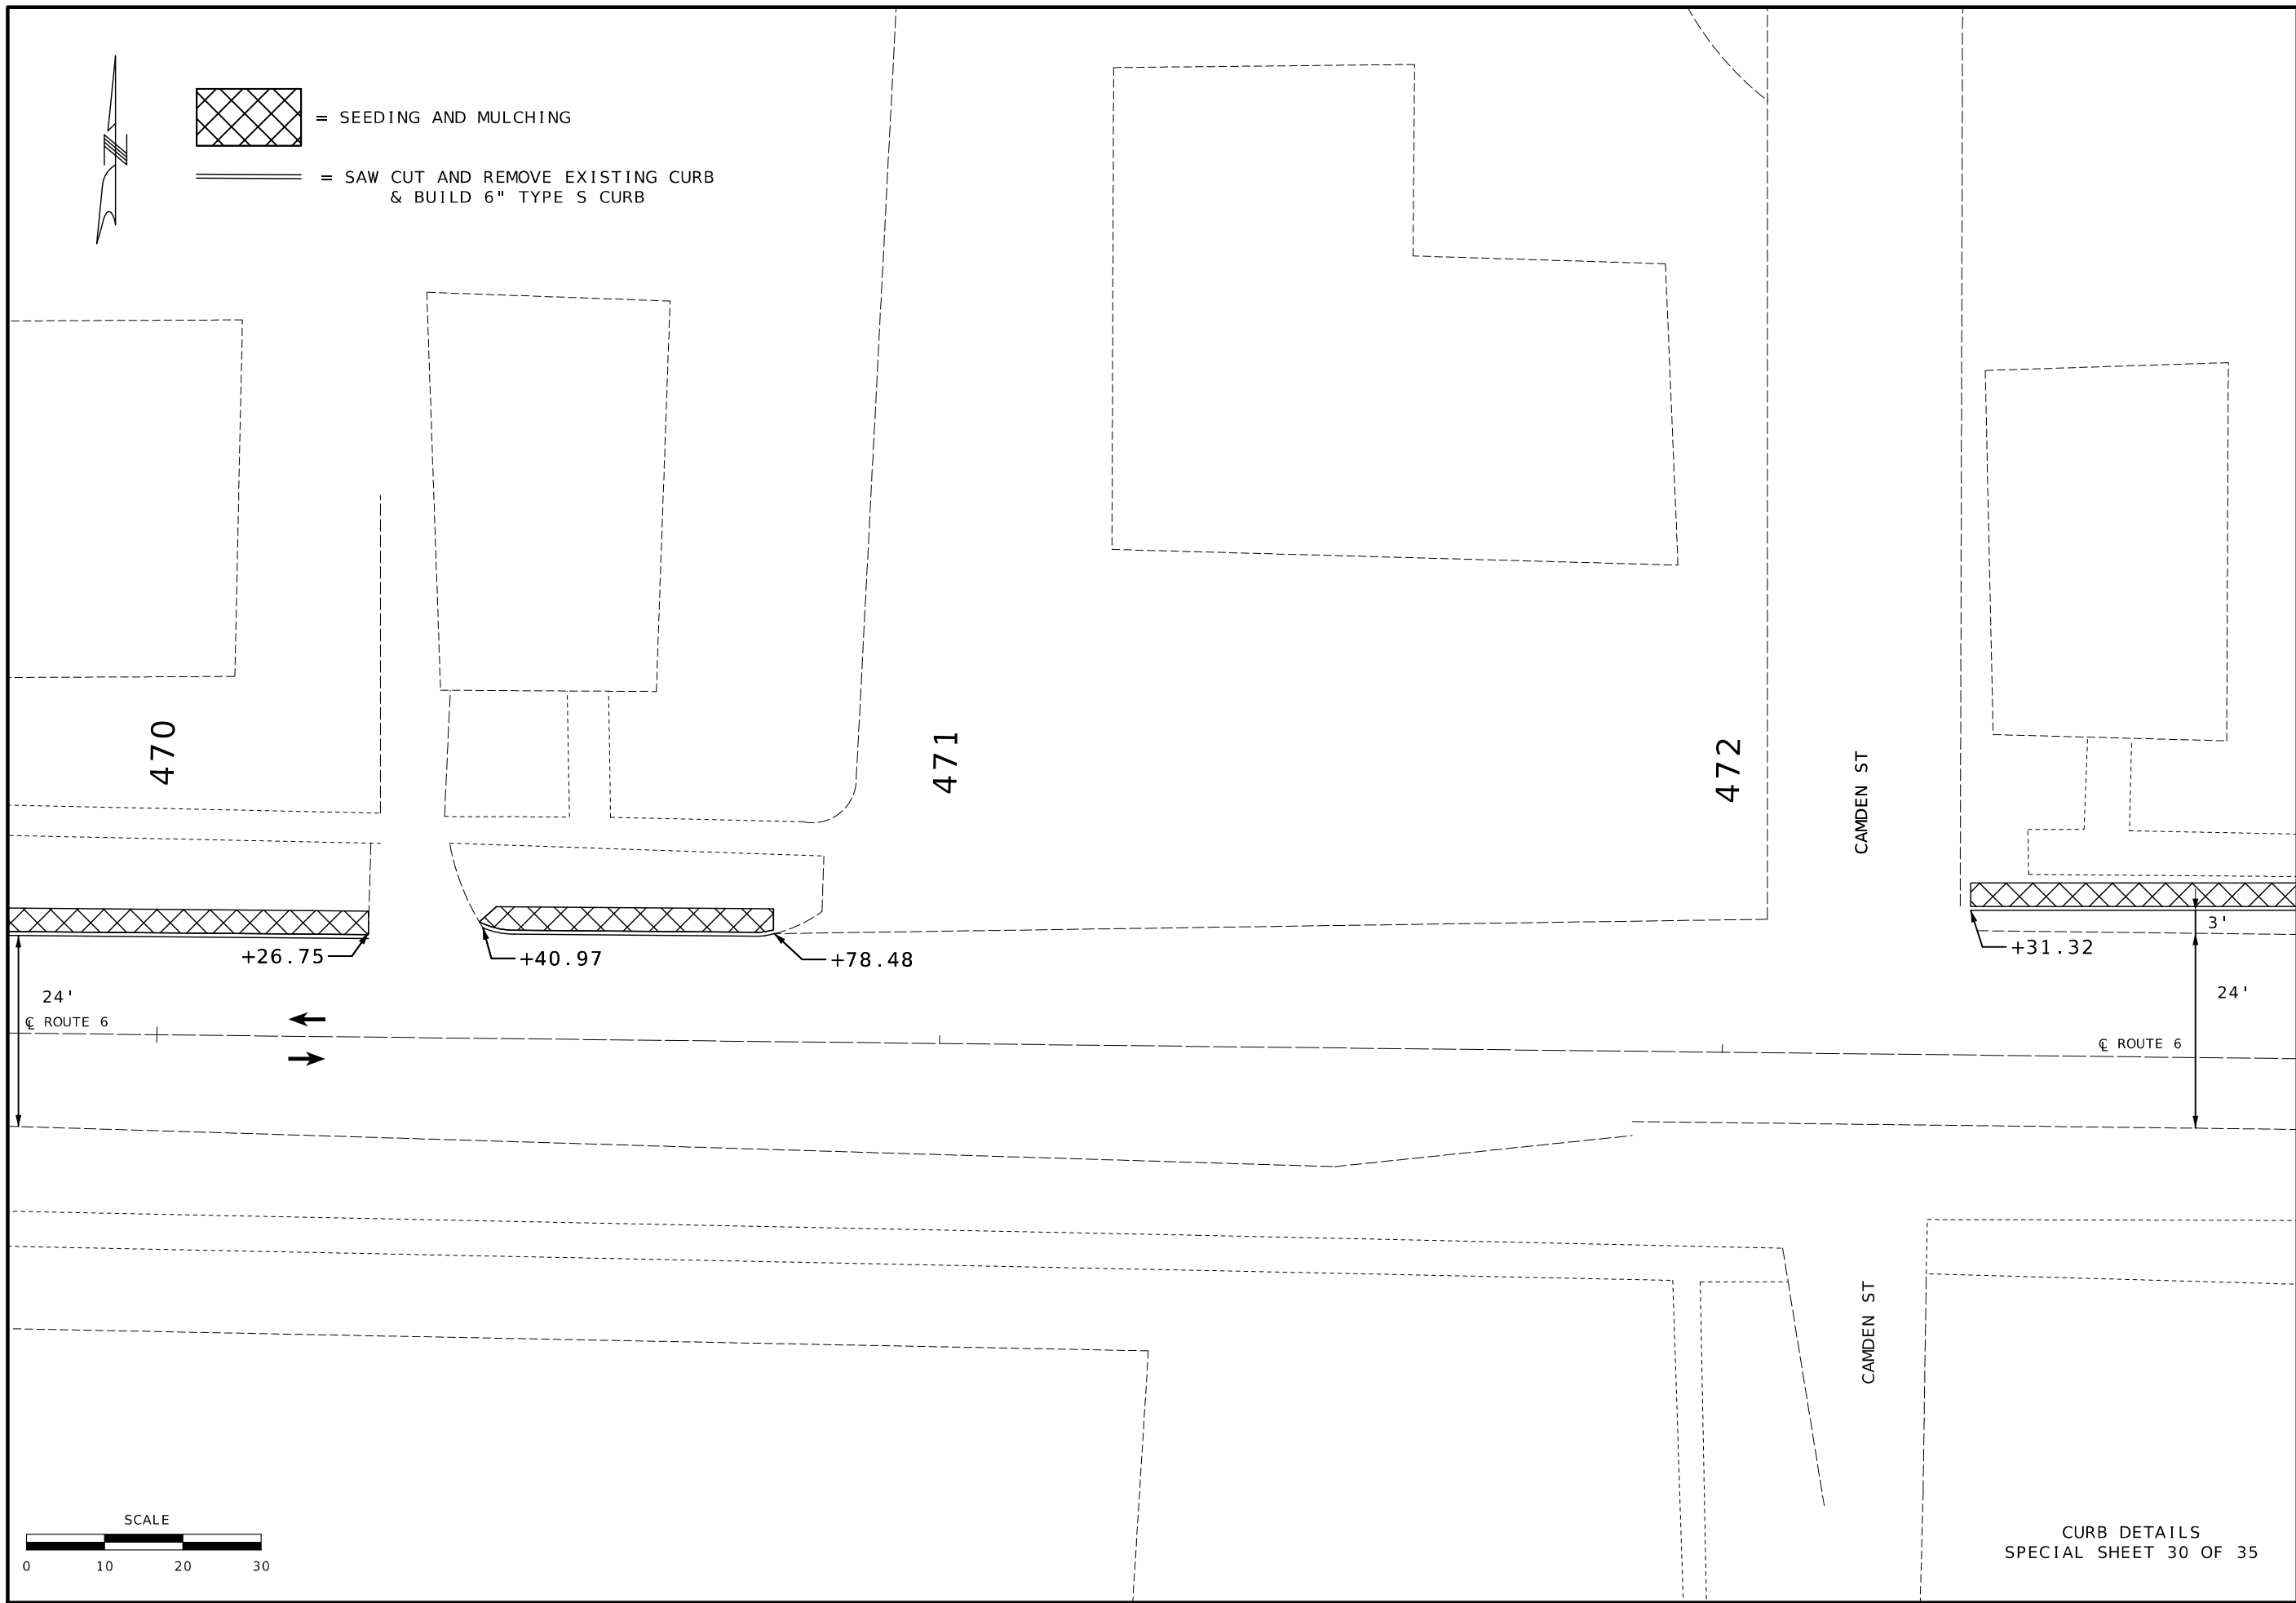 N
= SEEDING AND MULCHING
= SAW CUT AND REMOVE EXISTING CURB
& BUILD 6" TYPE S CURB
470
471
472
CAMDEN ST
+26.75
+40.97
+78.48
+31.32
3'
24'
24'
℄ ROUTE 6
℄ ROUTE 6
CAMDEN ST
SCALE
0 10 20 30
CURB DETAILS
SPECIAL SHEET 30 OF 35